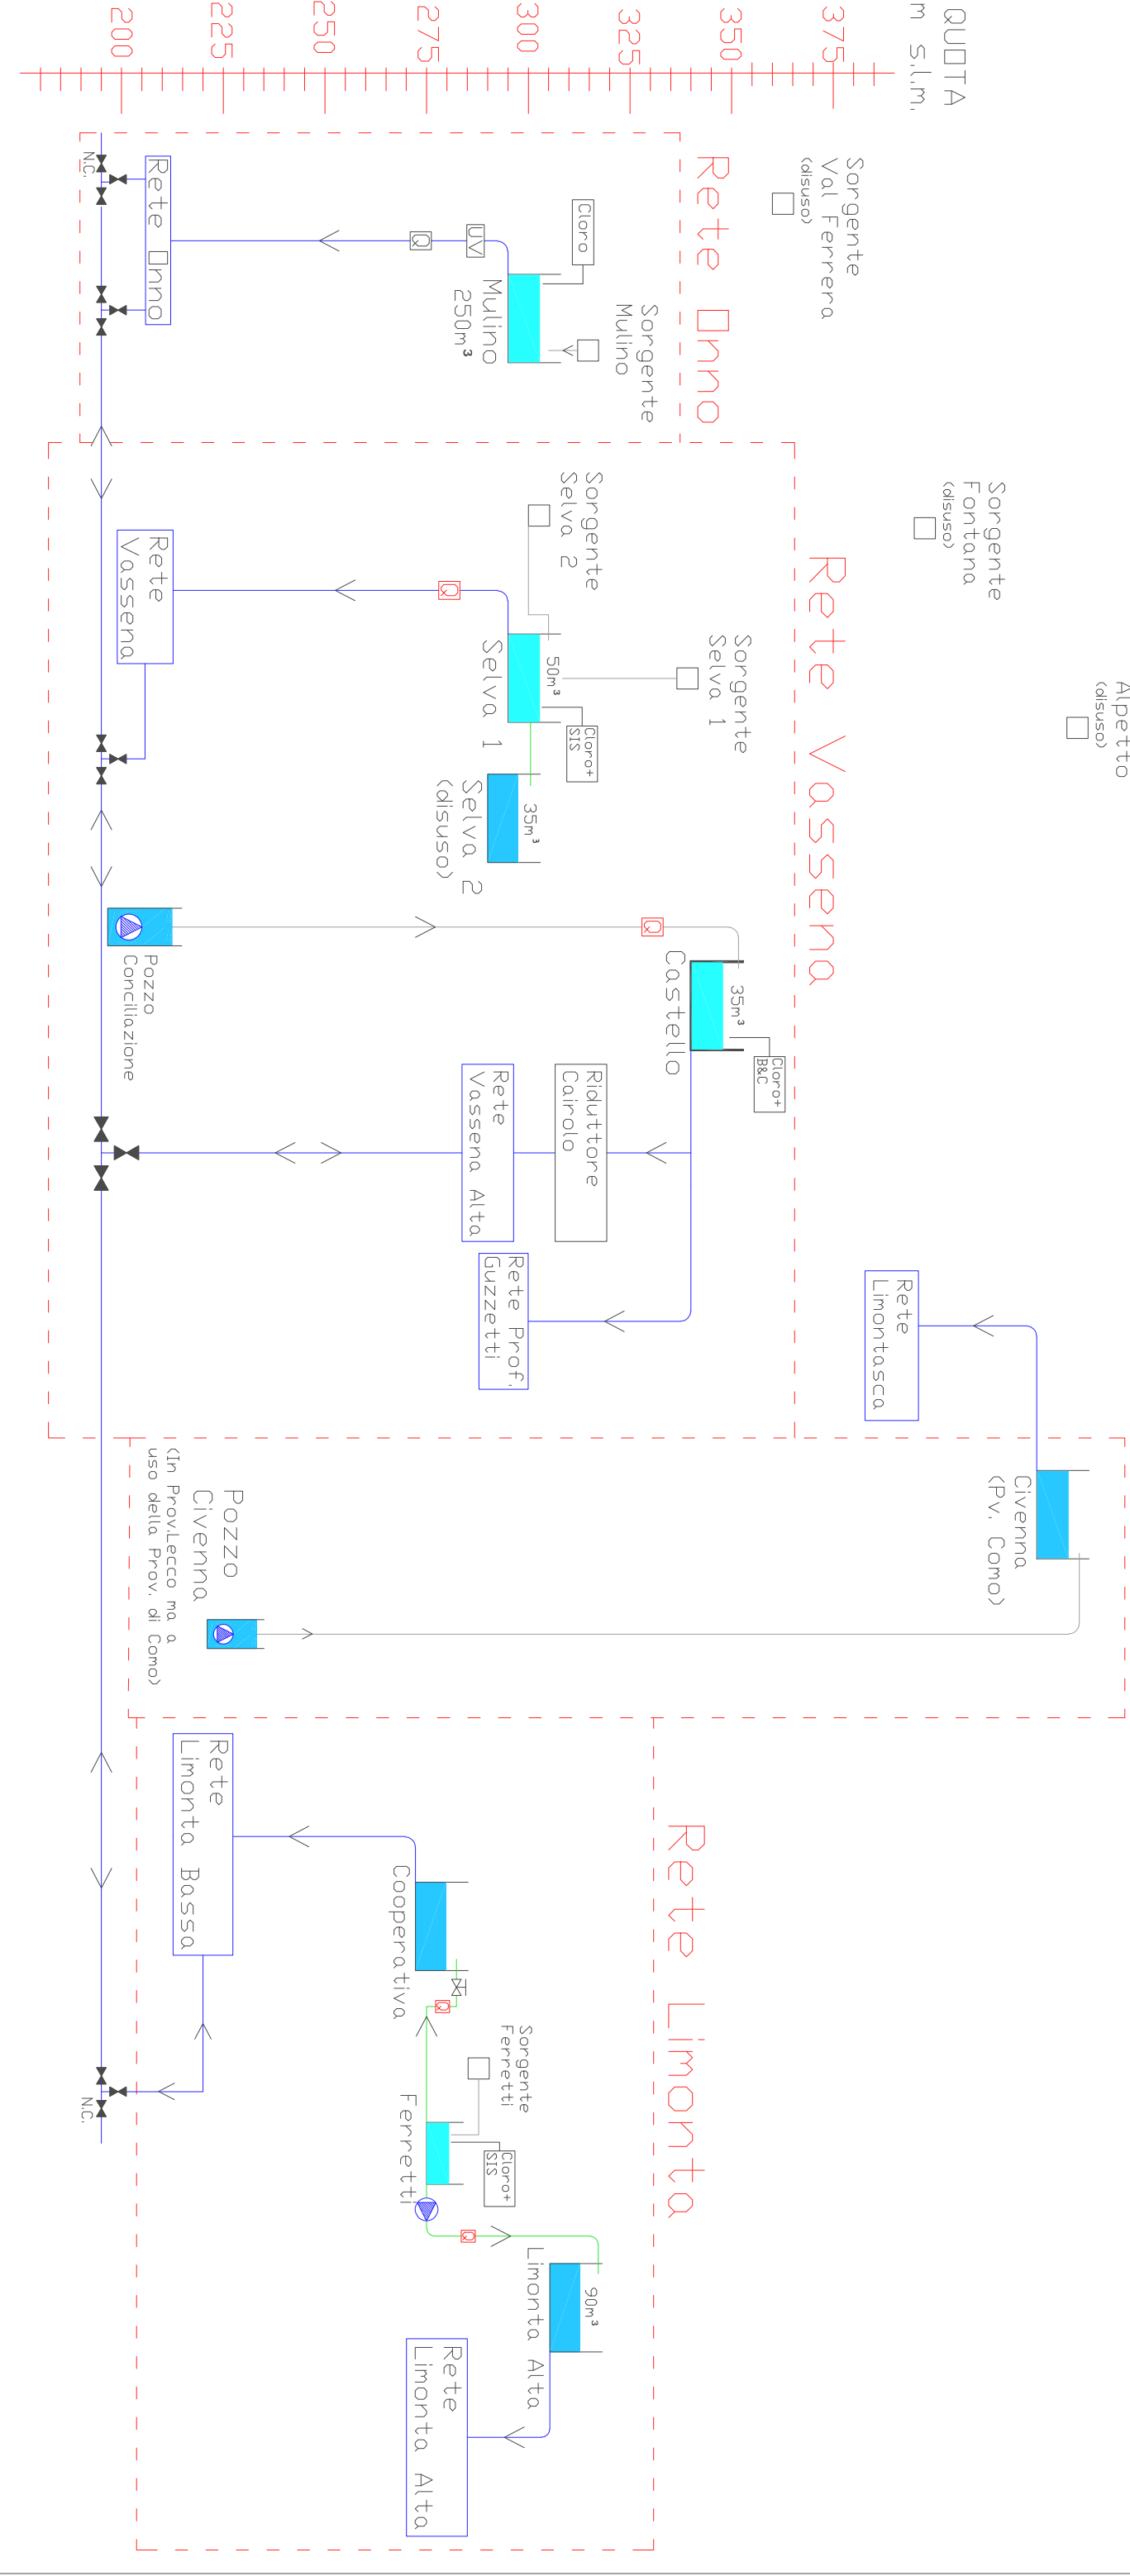 QUOTA
m s.l.m.
375
350
325
300
275
250
225
200
Rete Onno
Sorgente
Val Ferrera
(disuso)
Cloro
Sorgente
Mulino
UV
Q
Mulino
250m³
Rete Onno
N.C.
Rete Vassena
Sorgente
Fontana
(disuso)
Alpetto
(disuso)
Sorgente
Selva 2
Sorgente
Selva 1
Q
50m³
Selva 1
Cloro+
SIS
35m³
Selva 2
(disuso)
Rete
Vassena
Pozzo
Conciliazione
Q
35m³
Castello
Cloro+
B&C
Riduttore
Cairolo
Rete
Vassena Alta
Rete Prof.
Guzzetti
Rete
Limontasca
Civenna
(Pv. Como)
Pozzo
Civenna
(In Prov.Lecco ma a
uso della Prov. di Como)
Rete Limonta
Rete
Limonta Bassa
Cooperativa
Q
Sorgente
Ferretti
Cloro+
SIS
Ferretti
Q
90m³
Limonta Alta
Rete
Limonta Alta
N.C.